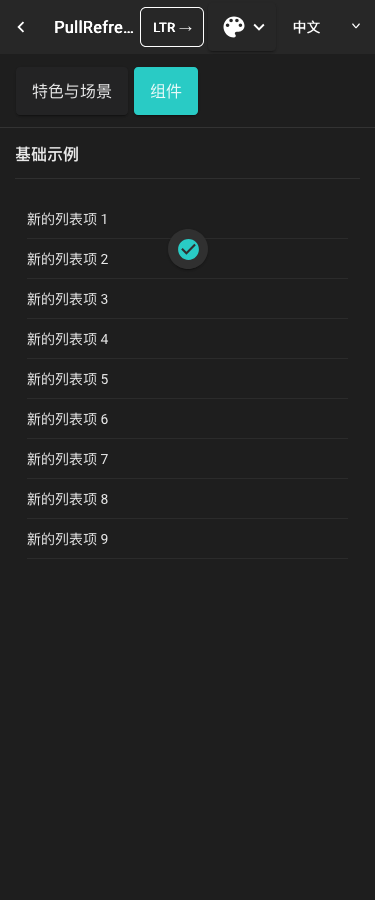 PullRefre… LTR → 中文
特色与场景 组件
基础示例
新的列表项 1
新的列表项 2
新的列表项 3
新的列表项 4
新的列表项 5
新的列表项 6
新的列表项 7
新的列表项 8
新的列表项 9